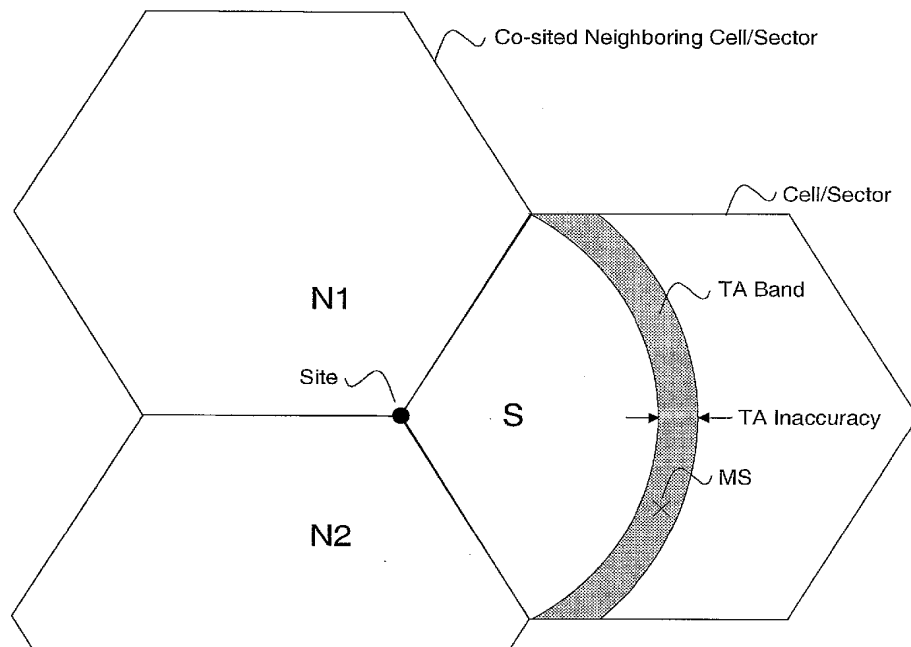 Co-sited Neighboring Cell/Sector
Cell/Sector
TA Band
N1
Site
S
TA Inaccuracy
MS
N2